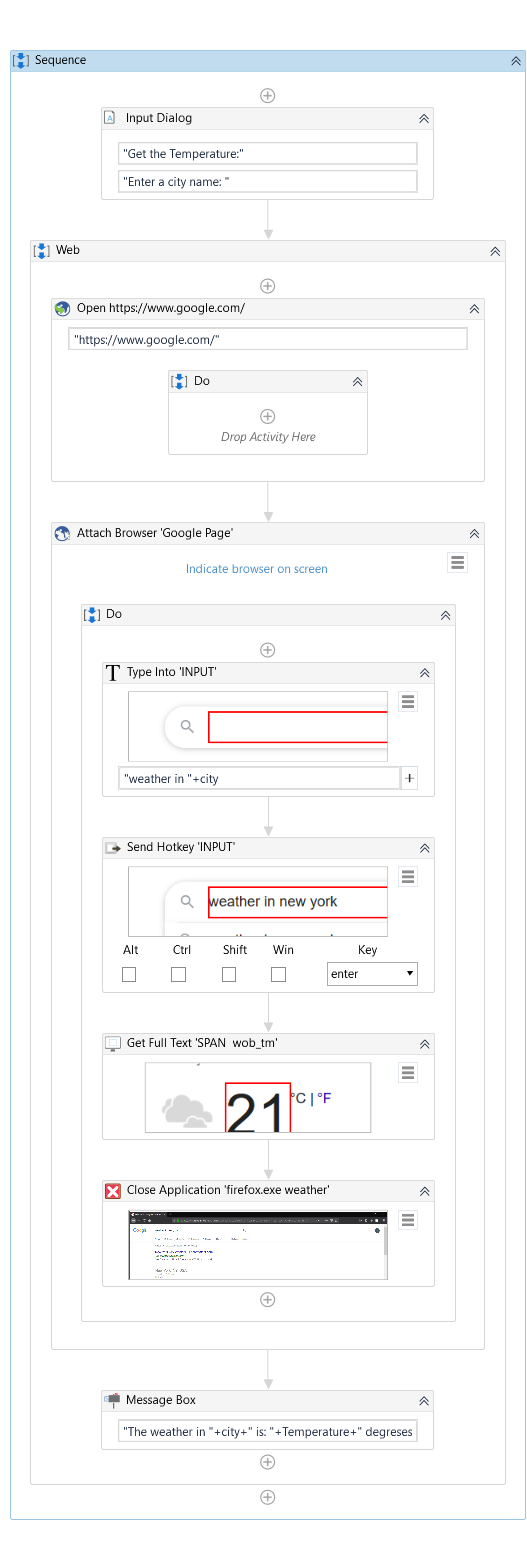 Sequence
Input Dialog
"Get the Temperature:"
"Enter a city name: "
Web
Open https://www.google.com/
"https://www.google.com/"
Do
Drop Activity Here
Attach Browser 'Google Page'
Indicate browser on screen
Do
Type Into 'INPUT'
"weather in "+city
Send Hotkey 'INPUT'
weather in new york
Alt Ctrl Shift Win Key
enter
Get Full Text 'SPAN wob_tm'
21 °C | °F
Close Application 'firefox.exe weather'
Google
Message Box
"The weather in "+city+" is: "+Temperature+" degreses